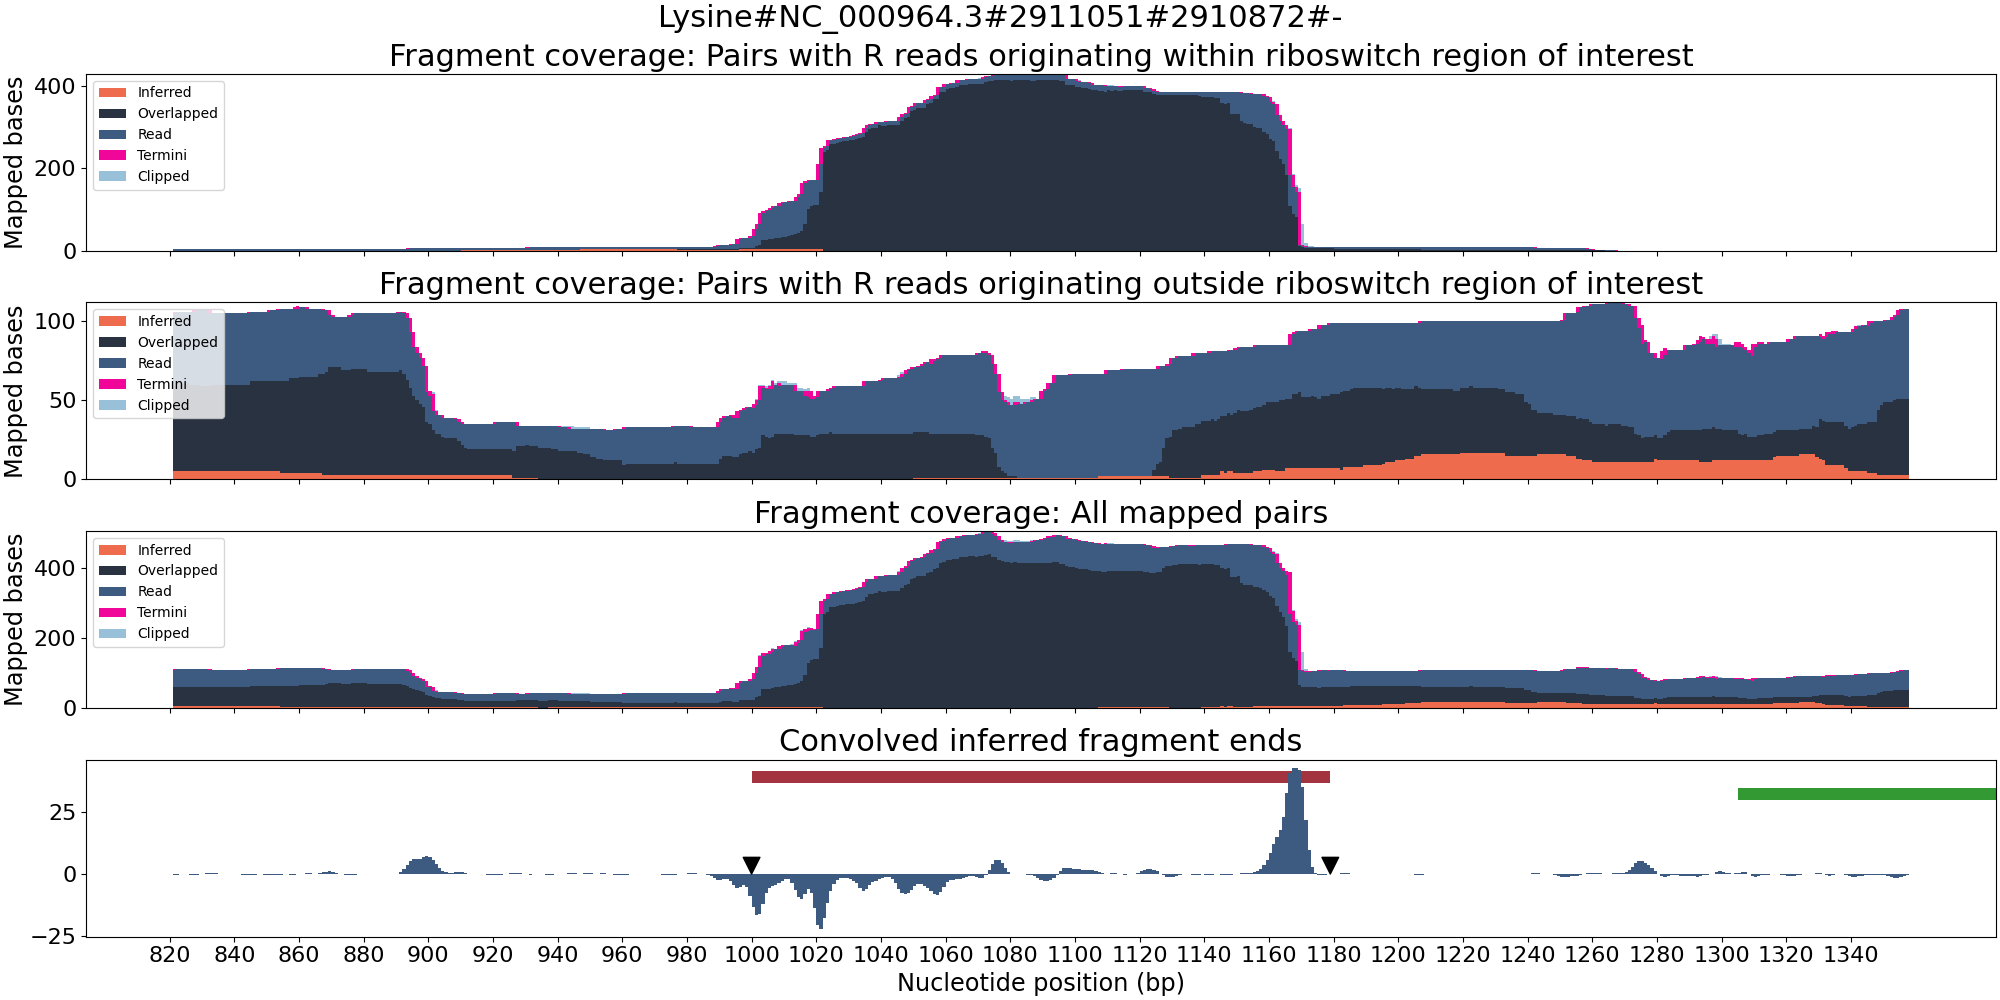 Lysine#NC_000964.3#2911051#2910872#-
Fragment coverage: Pairs with R reads originating within riboswitch region of interest
Mapped bases
400
200
0
Inferred
Overlapped
Read
Termini
Clipped
Fragment coverage: Pairs with R reads originating outside riboswitch region of interest
Mapped bases
100
50
0
Inferred
Overlapped
Read
Termini
Clipped
Fragment coverage: All mapped pairs
Mapped bases
400
200
0
Inferred
Overlapped
Read
Termini
Clipped
Convolved inferred fragment ends
25
0
−25
820 840 860 880 900 920 940 960 980 1000 1020 1040 1060 1080 1100 1120 1140 1160 1180 1200 1220 1240 1260 1280 1300 1320 1340
Nucleotide position (bp)